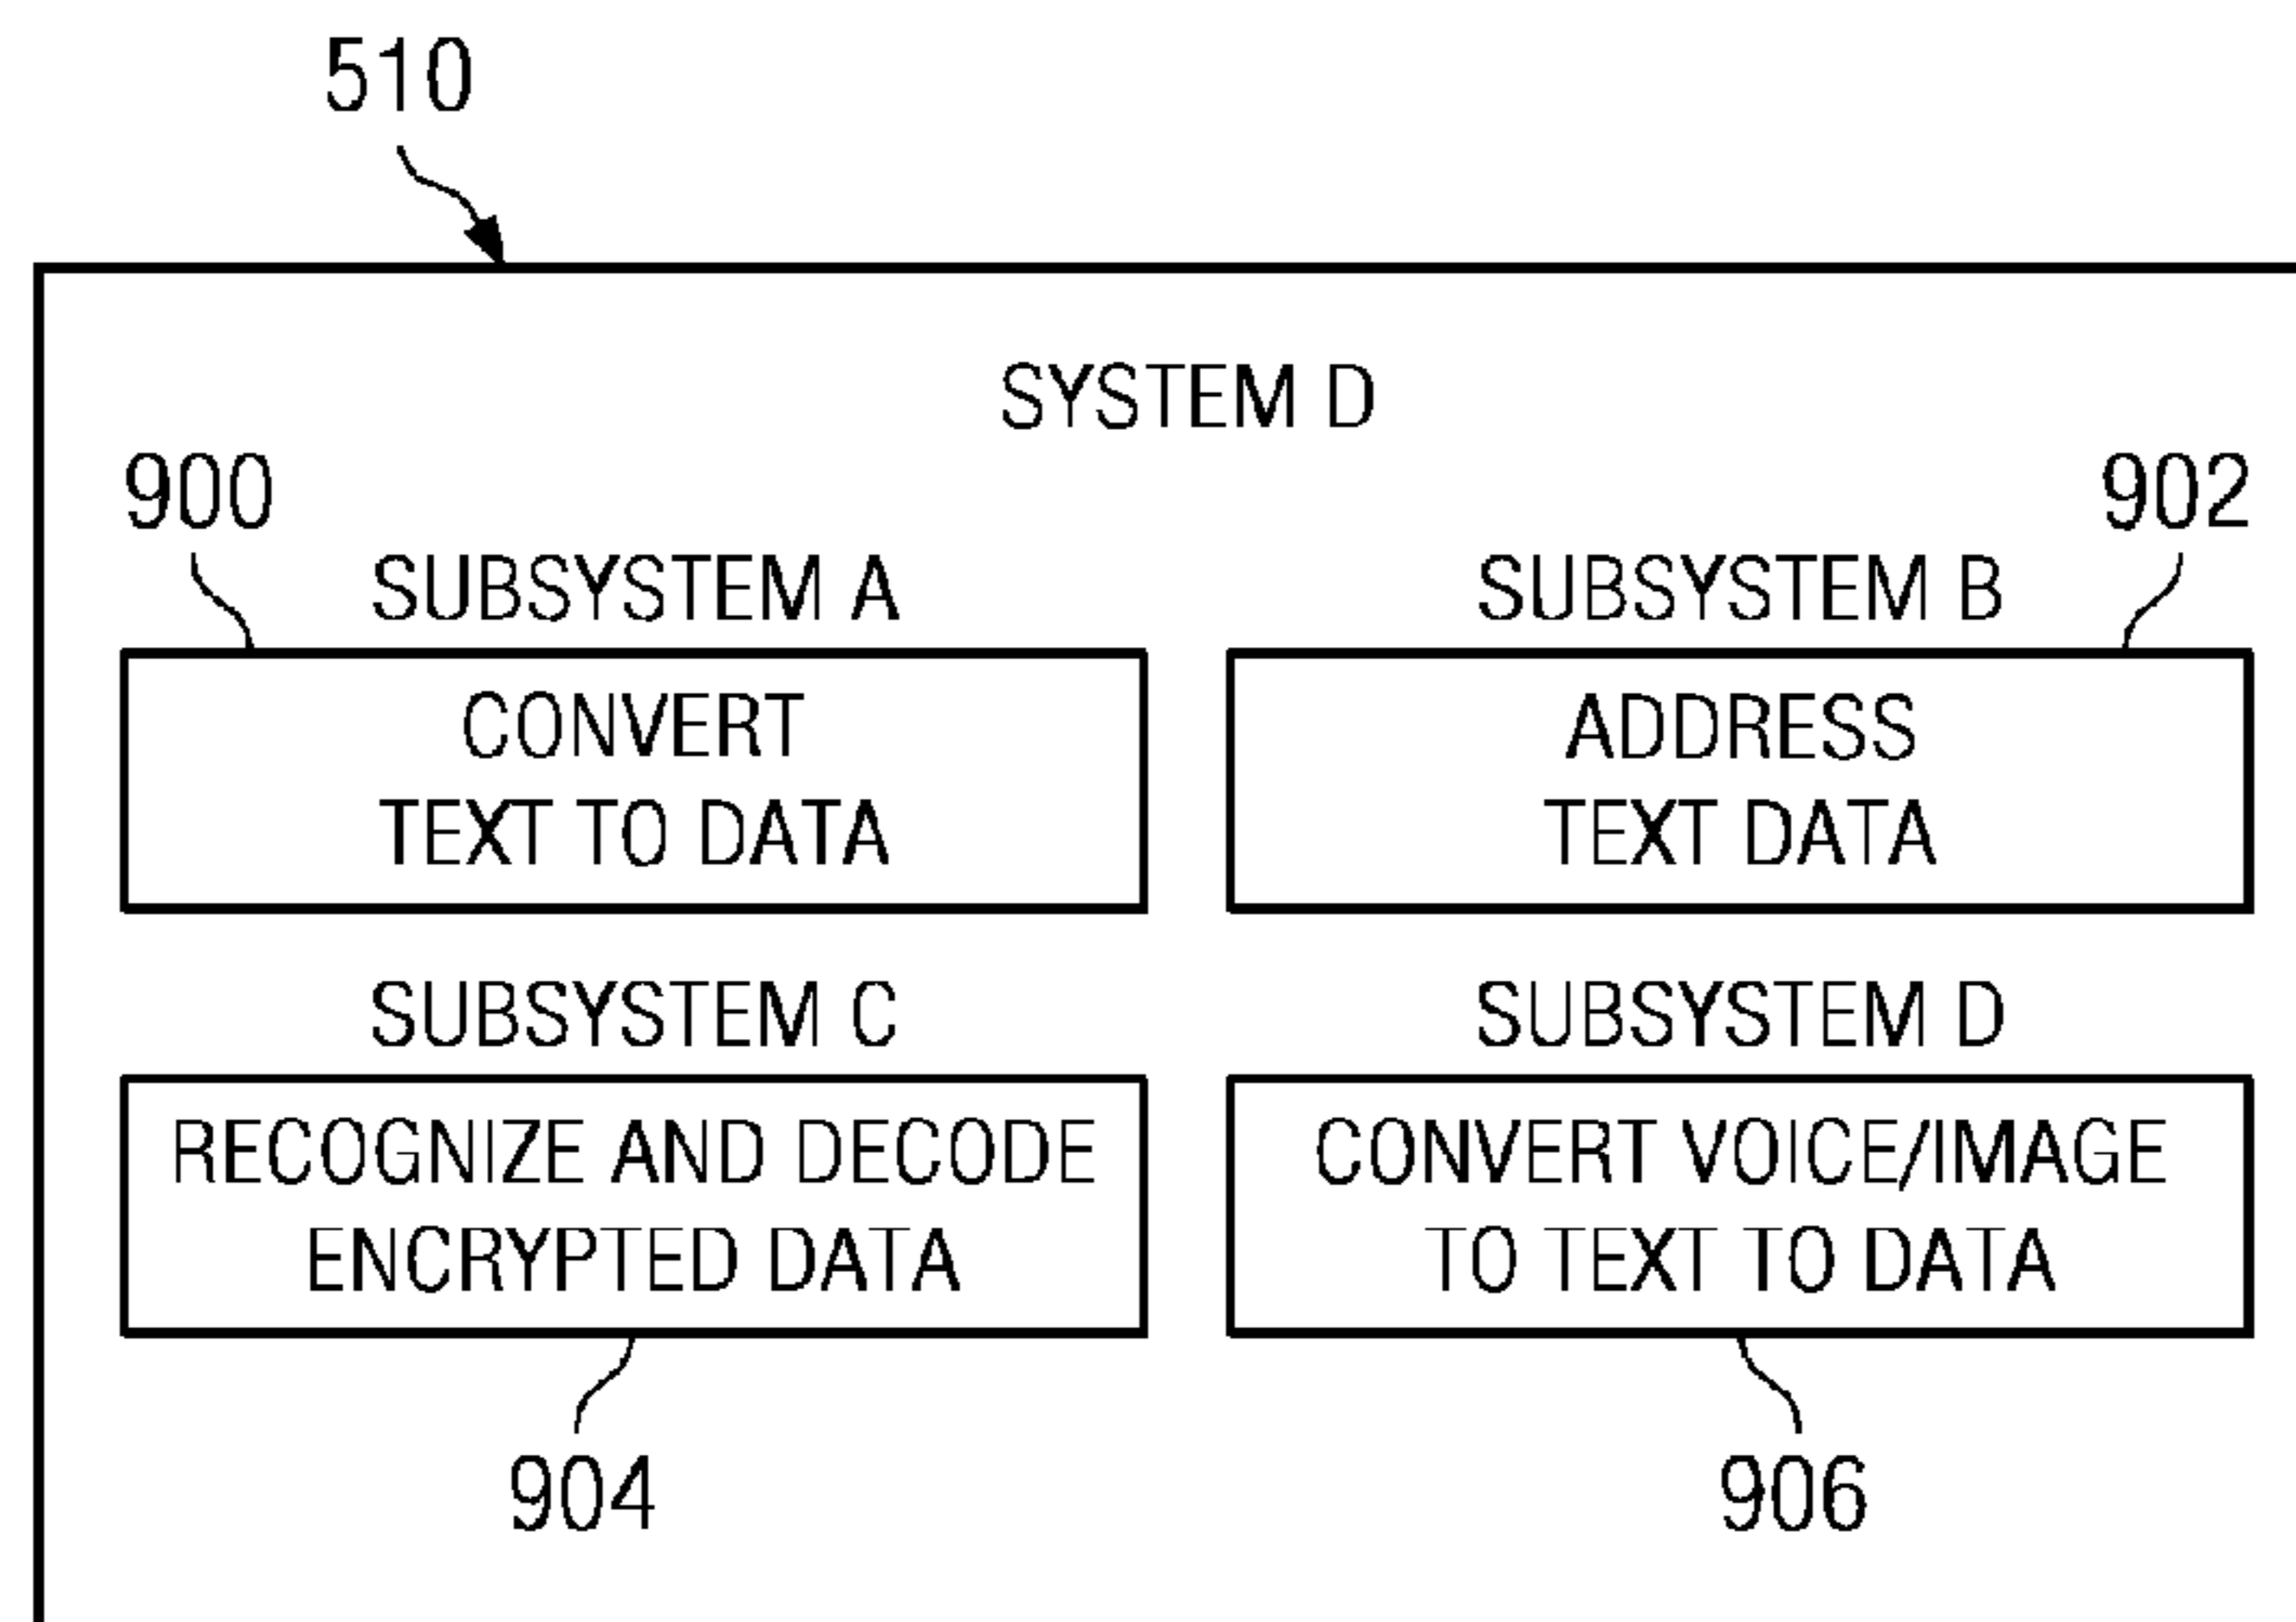 510
SYSTEM D
900
902
SUBSYSTEM A
SUBSYSTEM B
CONVERT
TEXT TO DATA
ADDRESS
TEXT DATA
SUBSYSTEM C
SUBSYSTEM D
RECOGNIZE AND DECODE
ENCRYPTED DATA
CONVERT VOICE/IMAGE
TO TEXT TO DATA
904
906